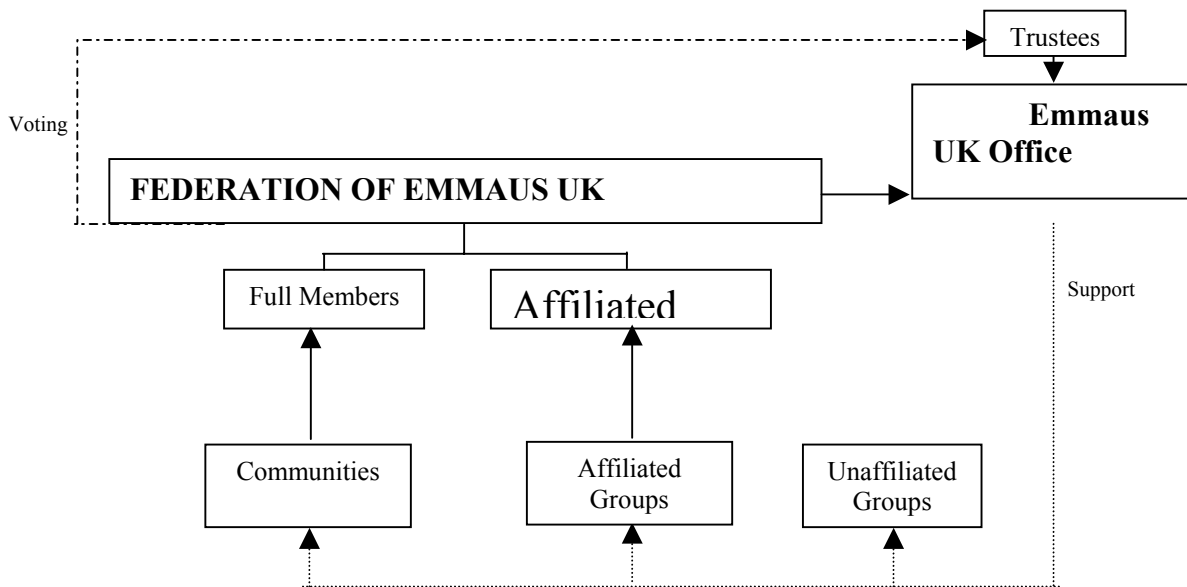 Trustees
Voting
Emmaus
UK Office
FEDERATION OF EMMAUS UK
Full Members
Affiliated
Support
Communities
Affiliated
Groups
Unaffiliated
Groups